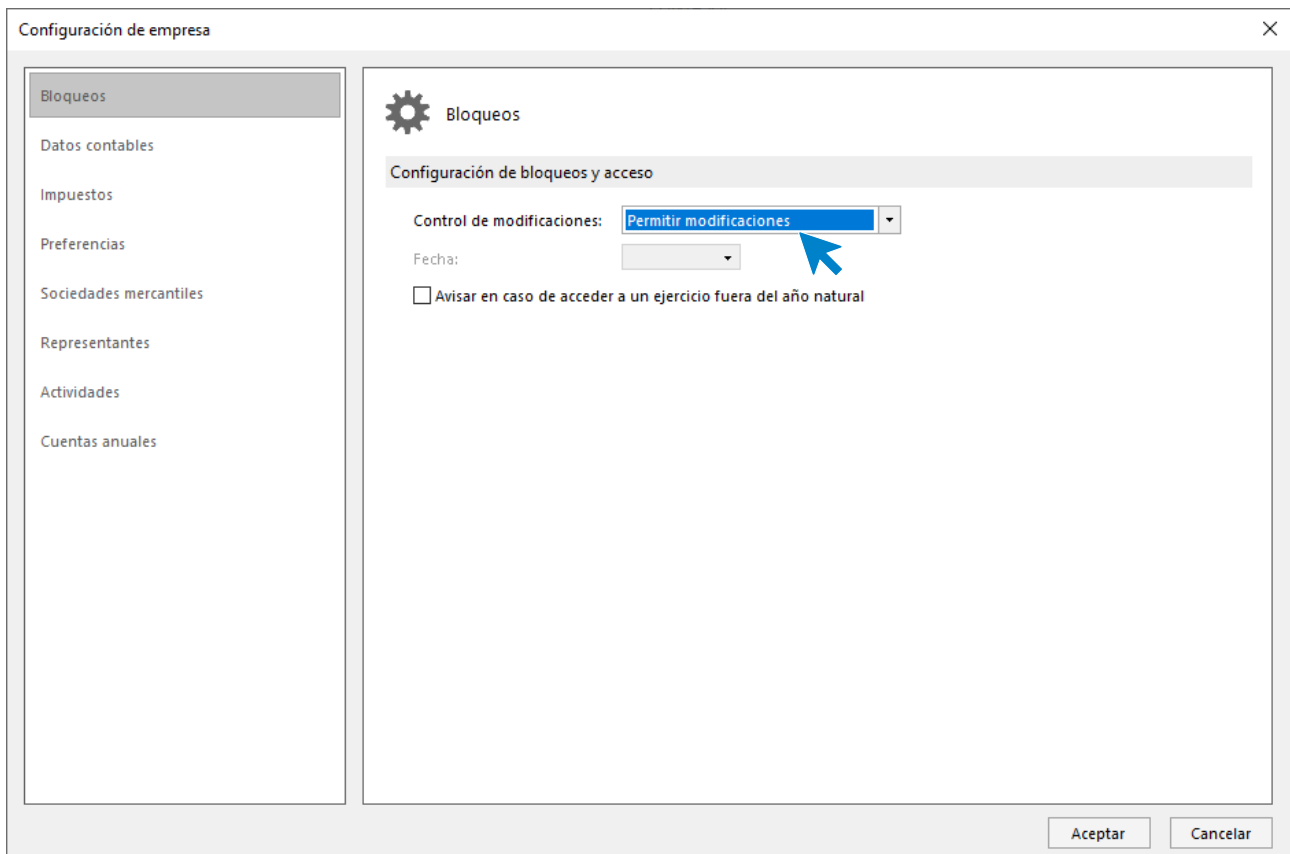 Configuración de empresa
Bloqueos
Datos contables
Impuestos
Preferencias
Sociedades mercantiles
Representantes
Actividades
Cuentas anuales
Bloqueos
Configuración de bloqueos y acceso
Control de modificaciones: Permitir modificaciones
Fecha:
Avisar en caso de acceder a un ejercicio fuera del año natural
Aceptar Cancelar